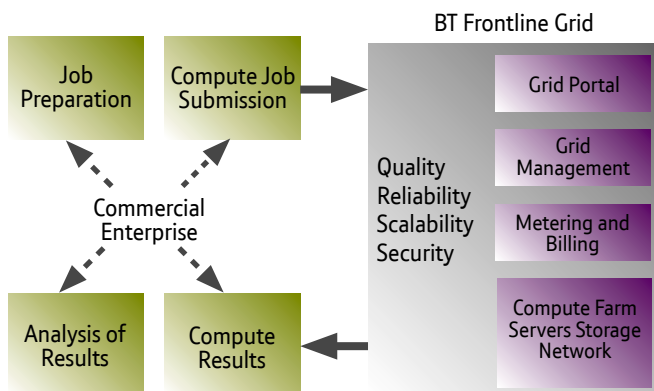 BT Frontline Grid
Job
Preparation
Compute Job
Submission
Commercial
Enterprise
Analysis of
Results
Compute
Results
Quality
Reliability
Scalability
Security
Grid Portal
Grid
Management
Metering and
Billing
Compute Farm
Servers Storage
Network